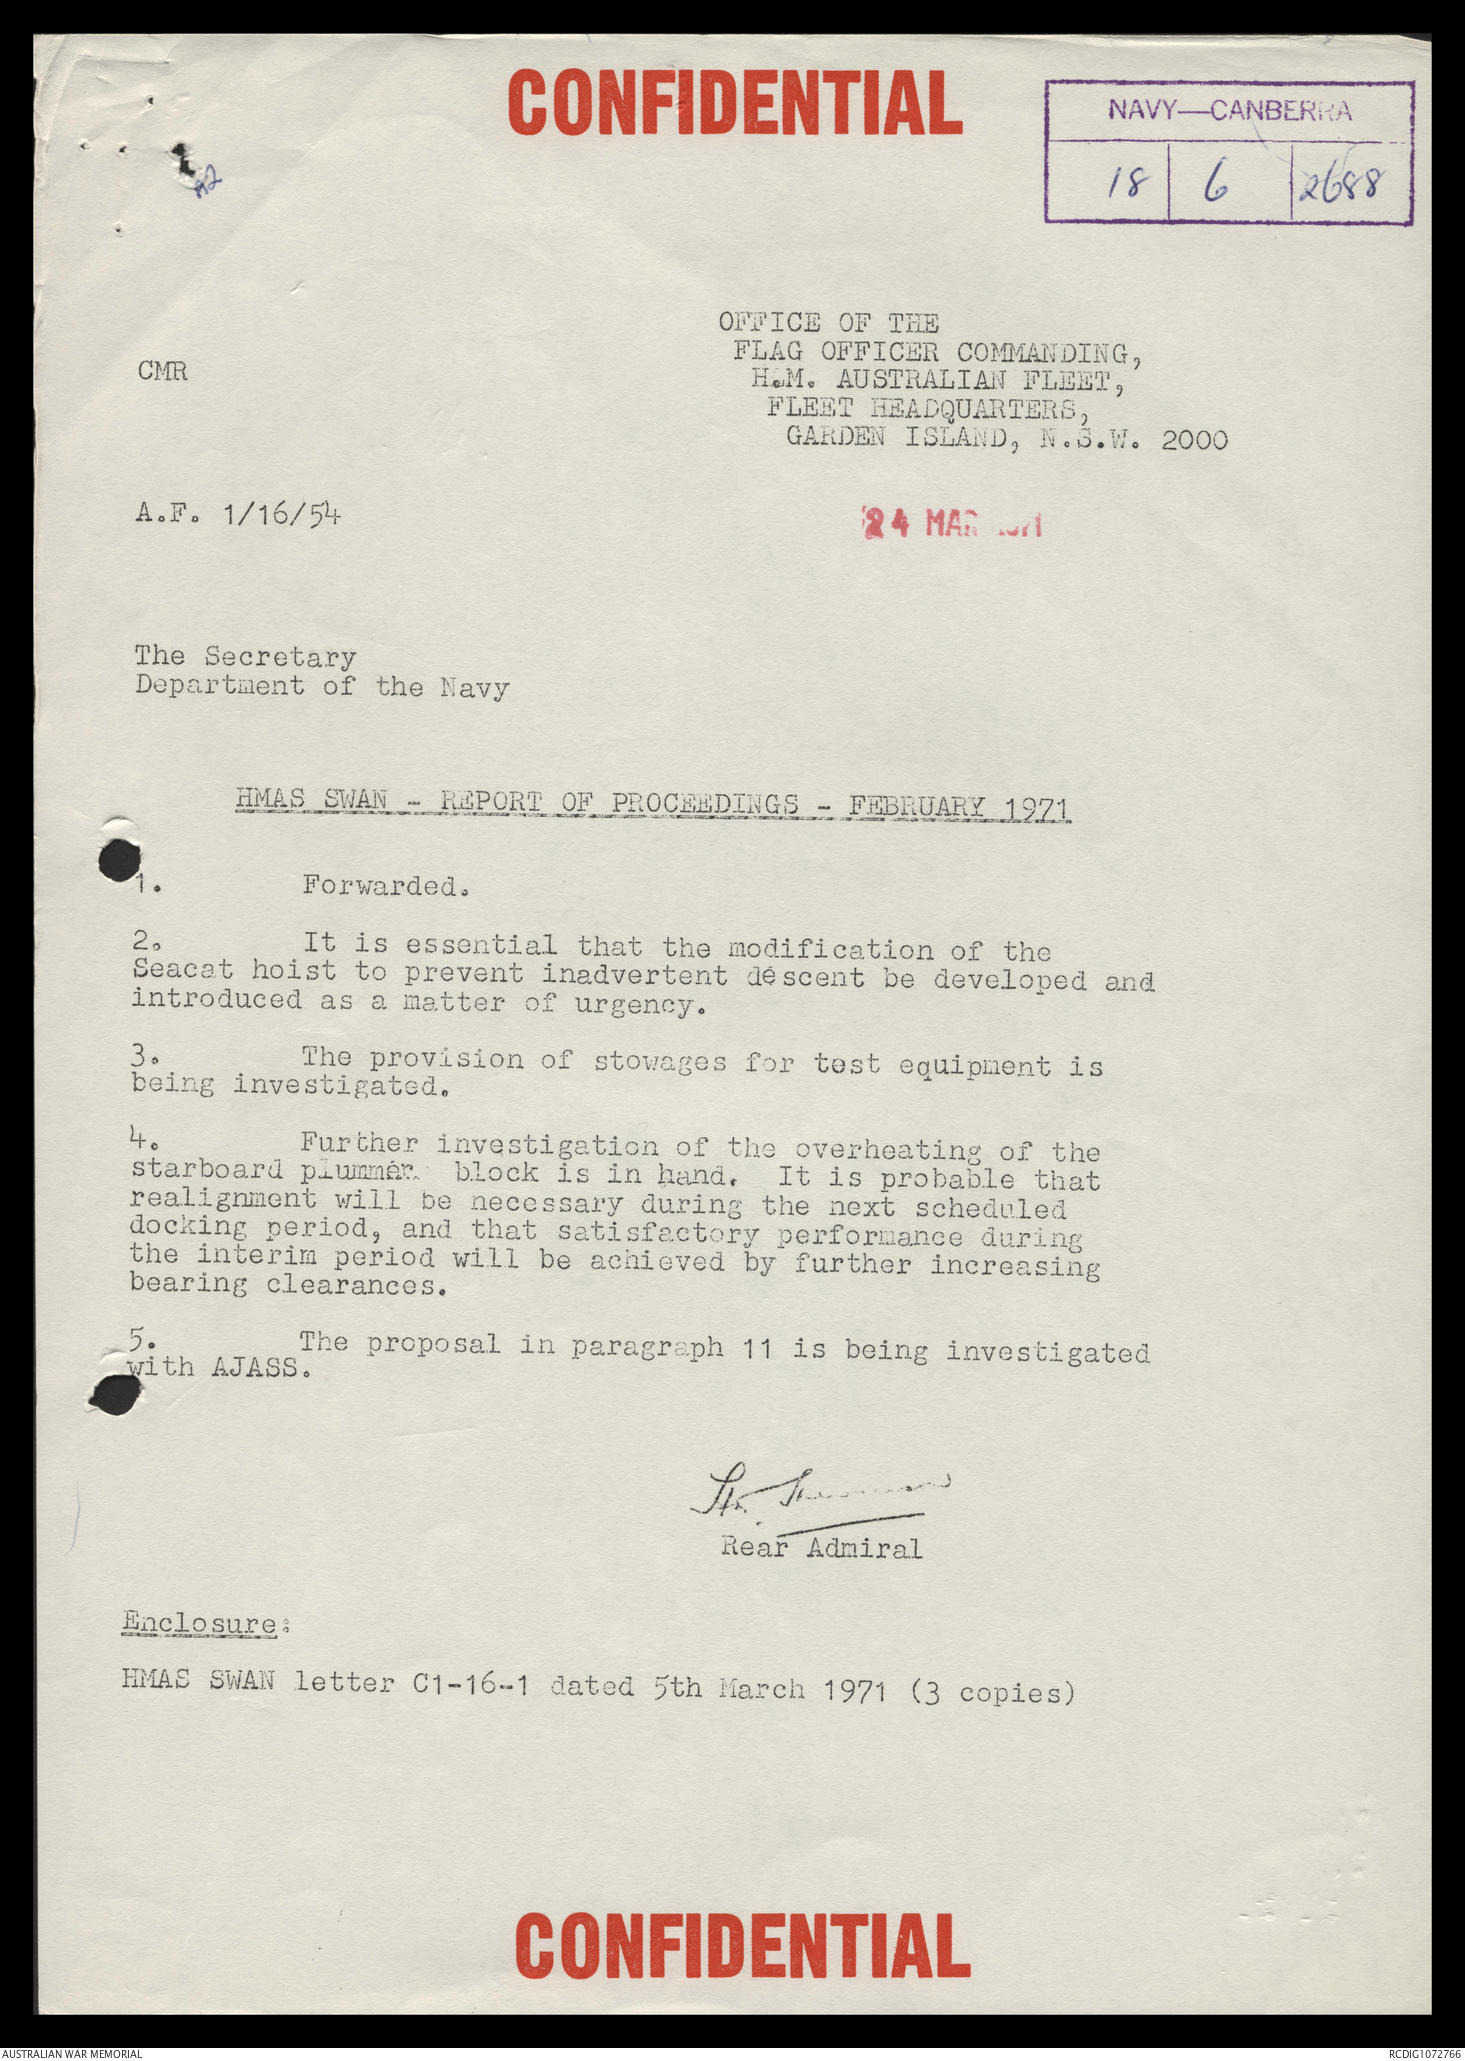 CONFIDENTIAL
NAVY—CANBERRA
18 6 2688
A2
OFFICE OF THE
FLAG OFFICER COMMANDING,
H.M. AUSTRALIAN FLEET,
FLEET HEADQUARTERS,
GARDEN ISLAND, N.S.W. 2000
CMR
A.F. 1/16/54
24 MAR 1971
The Secretary
Department of the Navy
HMAS SWAN - REPORT OF PROCEEDINGS - FEBRUARY 1971
1. Forwarded.
2. It is essential that the modification of the
Seacat hoist to prevent inadvertent descent be developed and
introduced as a matter of urgency.
3. The provision of stowages for test equipment is
being investigated.
4. Further investigation of the overheating of the
starboard plummer block is in hand. It is probable that
realignment will be necessary during the next scheduled
docking period, and that satisfactory performance during
the interim period will be achieved by further increasing
bearing clearances.
5. The proposal in paragraph 11 is being investigated
with AJASS.
Rear Admiral
Enclosure:
HMAS SWAN letter C1-16-1 dated 5th March 1971 (3 copies)
CONFIDENTIAL
AUSTRALIAN WAR MEMORIAL
RCDIG1072766